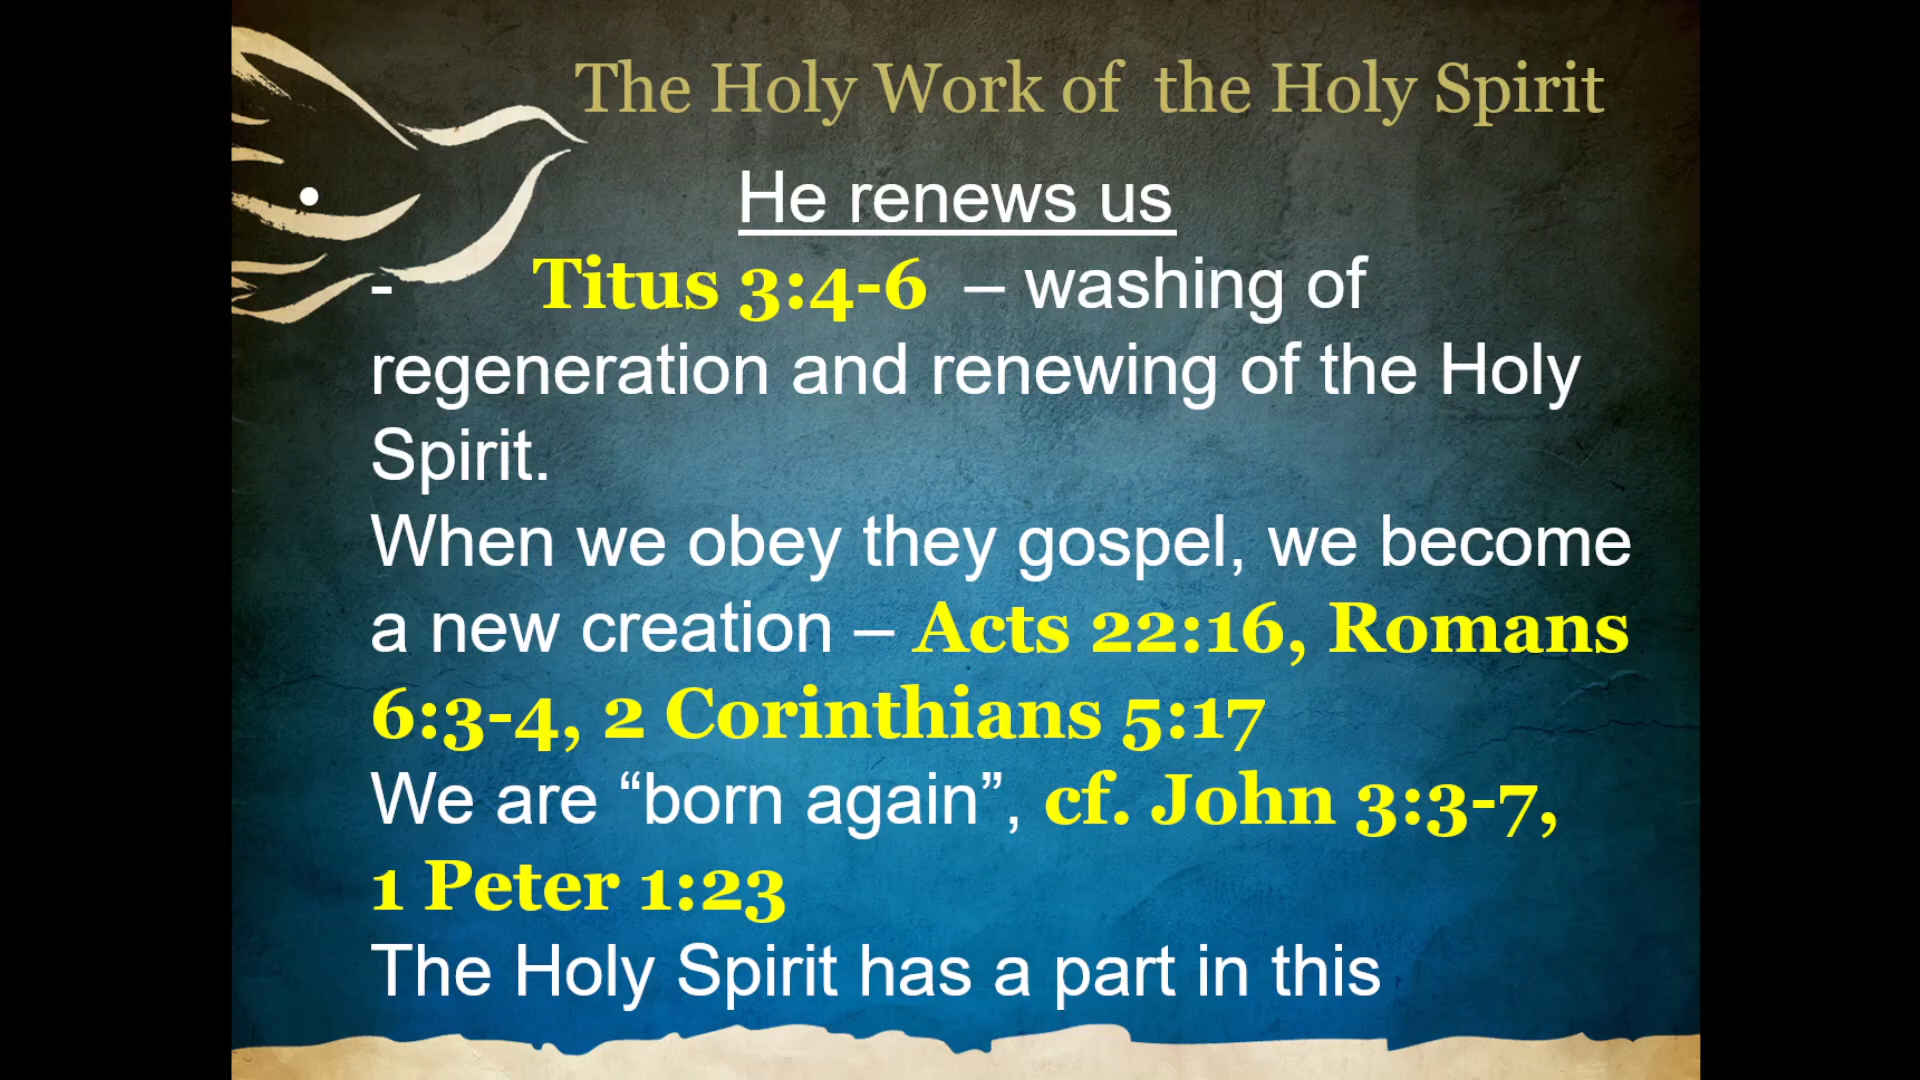 The Holy Work of the Holy Spirit
• He renews us
- Titus 3:4-6 – washing of
regeneration and renewing of the Holy
Spirit.
When we obey they gospel, we become
a new creation – Acts 22:16, Romans
6:3-4, 2 Corinthians 5:17
We are “born again”, cf. John 3:3-7,
1 Peter 1:23
The Holy Spirit has a part in this